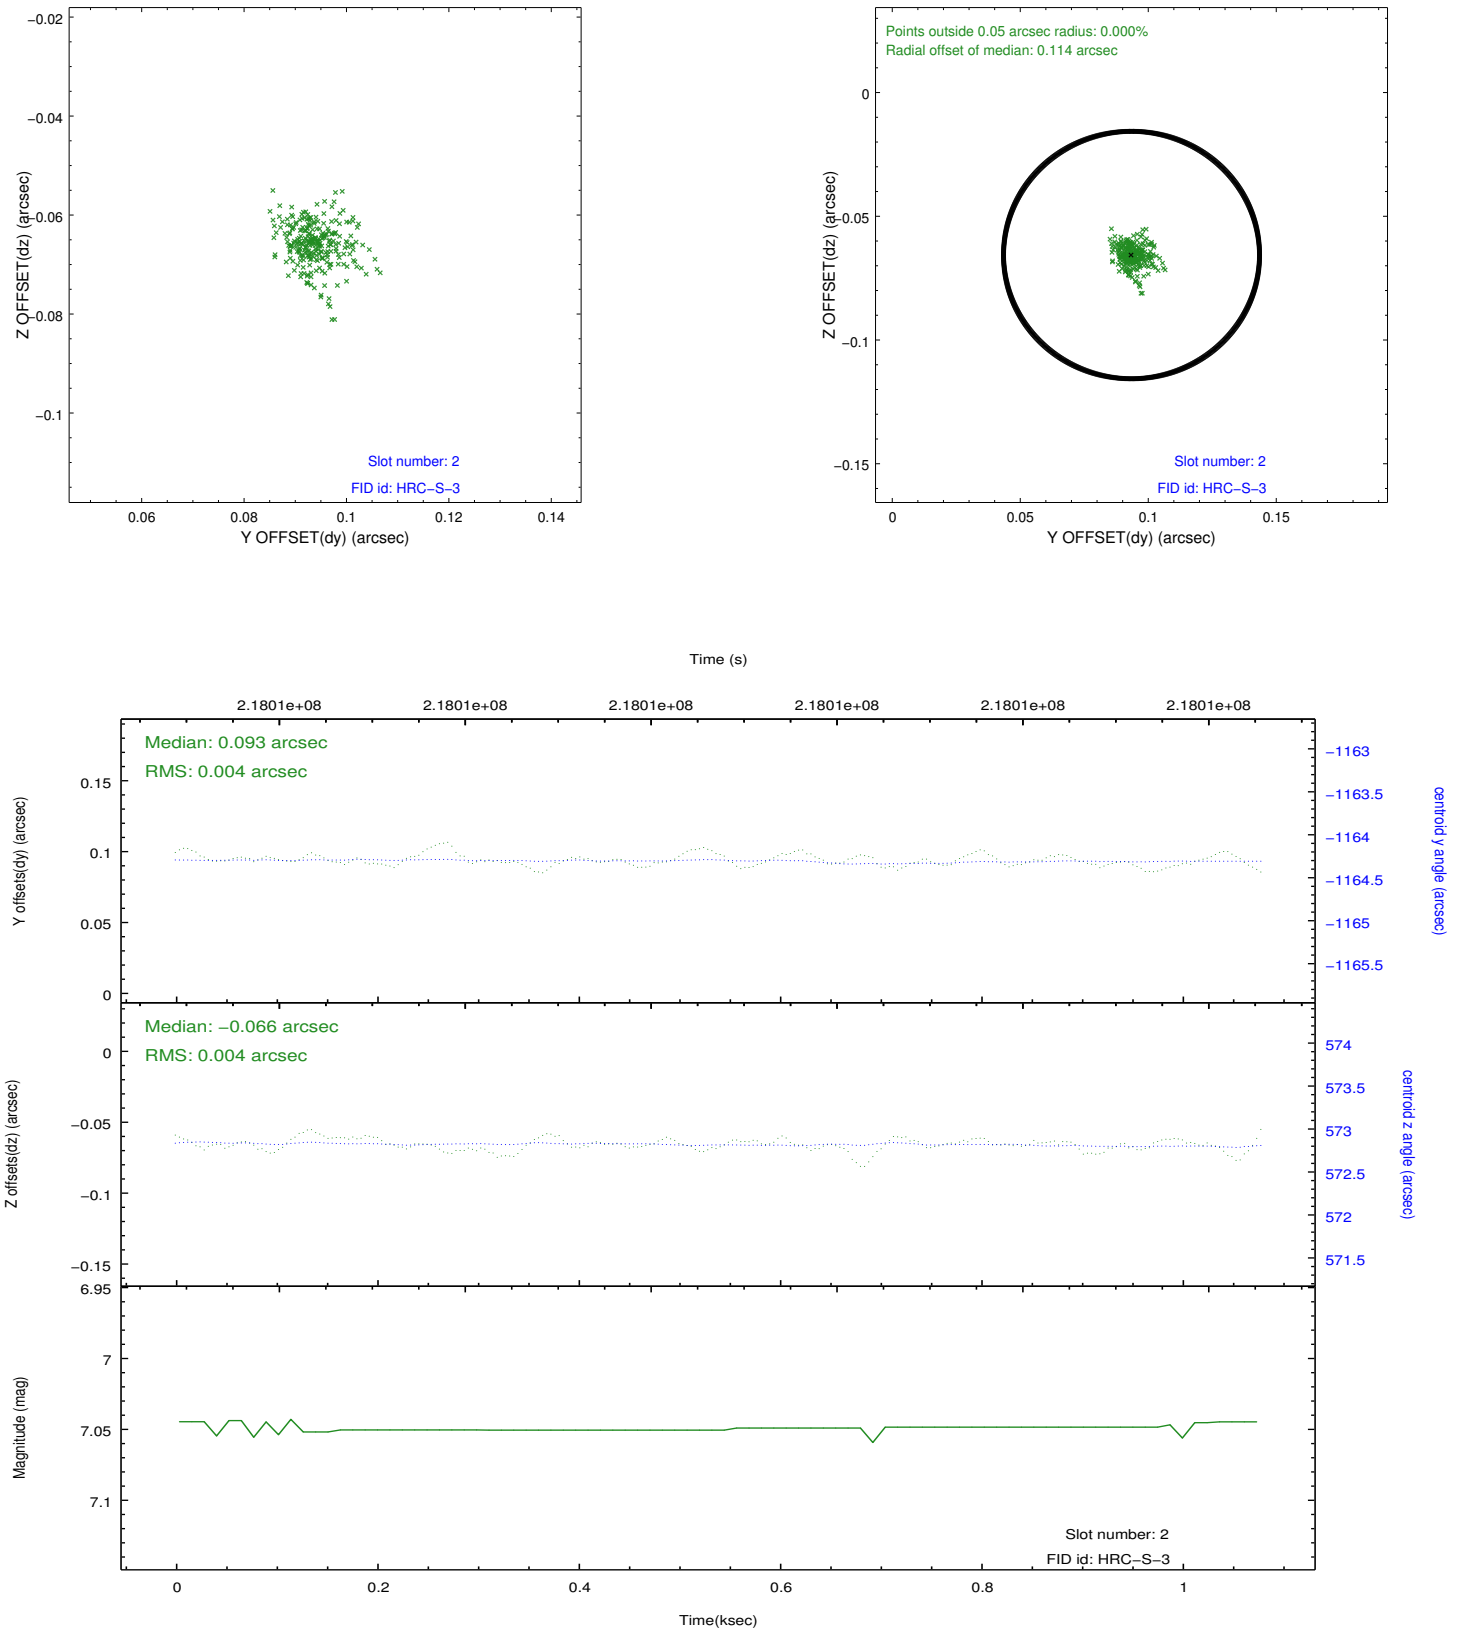 −0.02
−0.04
−0.06
−0.08
−0.1
Z OFFSET(dz) (arcsec)
Slot number: 2
FID id: HRC−S−3
0.06 0.08 0.1 0.12 0.14
Y OFFSET(dy) (arcsec)
Points outside 0.05 arcsec radius: 0.000%
Radial offset of median: 0.114 arcsec
0
−0.05
−0.1
−0.15
Z OFFSET(dz) (arcsec)
Slot number: 2
FID id: HRC−S−3
0 0.05 0.1 0.15
Y OFFSET(dy) (arcsec)
Time (s)
2.1801e+08 2.1801e+08 2.1801e+08 2.1801e+08 2.1801e+08 2.1801e+08
Median: 0.093 arcsec
RMS: 0.004 arcsec
0.15
0.1
0.05
0
Y offsets(dy) (arcsec)
−1163
−1163.5
−1164
−1164.5
−1165
−1165.5
centroid y angle (arcsec)
Median: −0.066 arcsec
RMS: 0.004 arcsec
0
−0.05
−0.1
−0.15
Z offsets(dz) (arcsec)
574
573.5
573
572.5
572
571.5
centroid z angle (arcsec)
6.95
7
7.05
7.1
Magnitude (mag)
Slot number: 2
FID id: HRC−S−3
0 0.2 0.4 0.6 0.8 1
Time(ksec)